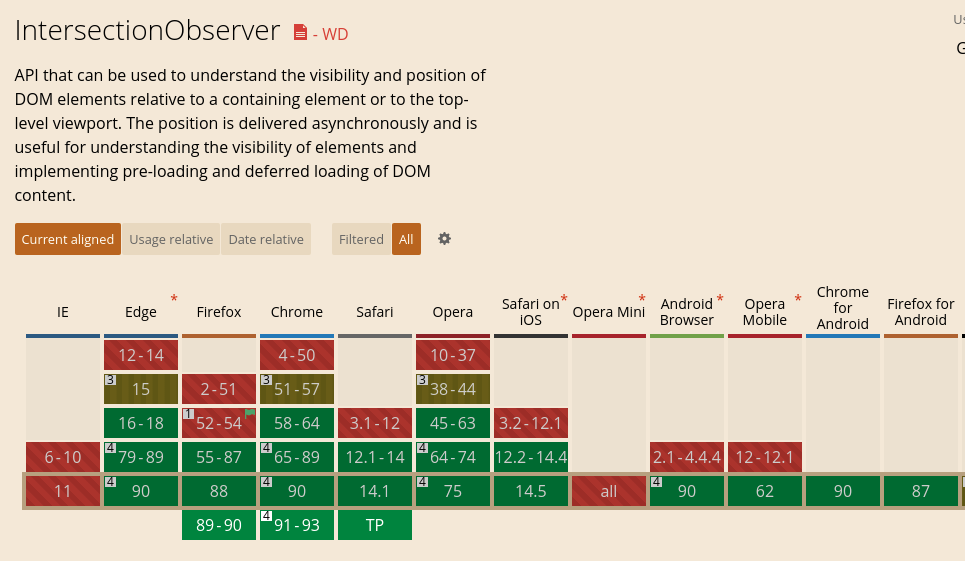 IntersectionObserver - WD
Us
G
API that can be used to understand the visibility and position of
DOM elements relative to a containing element or to the top-
level viewport. The position is delivered asynchronously and is
useful for understanding the visibility of elements and
implementing pre-loading and deferred loading of DOM
content.
Current aligned Usage relative Date relative Filtered All
IE Edge * Firefox Chrome Safari Opera Safari on iOS * Opera Mini * Android Browser * Opera Mobile * Chrome for Android Firefox for Android
12-14 4-50 10-37
3 15 2-51 3 51-57 3 38-44
16-18 1 52-54 58-64 3.1-12 45-63 3.2-12.1
6-10 4 79-89 55-87 4 65-89 12.1-14 4 64-74 12.2-14.4 2.1-4.4.4 12-12.1
11 4 90 88 4 90 14.1 4 75 14.5 all 4 90 62 90 87
89-90 4 91-93 TP